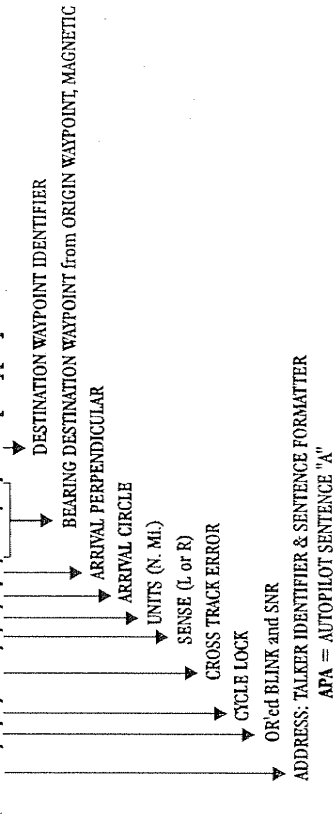 DESTINATION WAYPOINT IDENTIFIER
BEARING DESTINATION WAYPOINT from ORIGIN WAYPOINT, MAGNETIC
ARRIVAL PERPENDICULAR
ARRIVAL CIRCLE
UNITS (N. Mi.)
SENSE (L or R)
CROSS TRACK ERROR
CYCLE LOCK
OR'ed BLINK and SNR
ADDRESS: TALKER IDENTIFIER & SENTENCE FORMATTER
APA = AUTOPILOT SENTENCE "A"